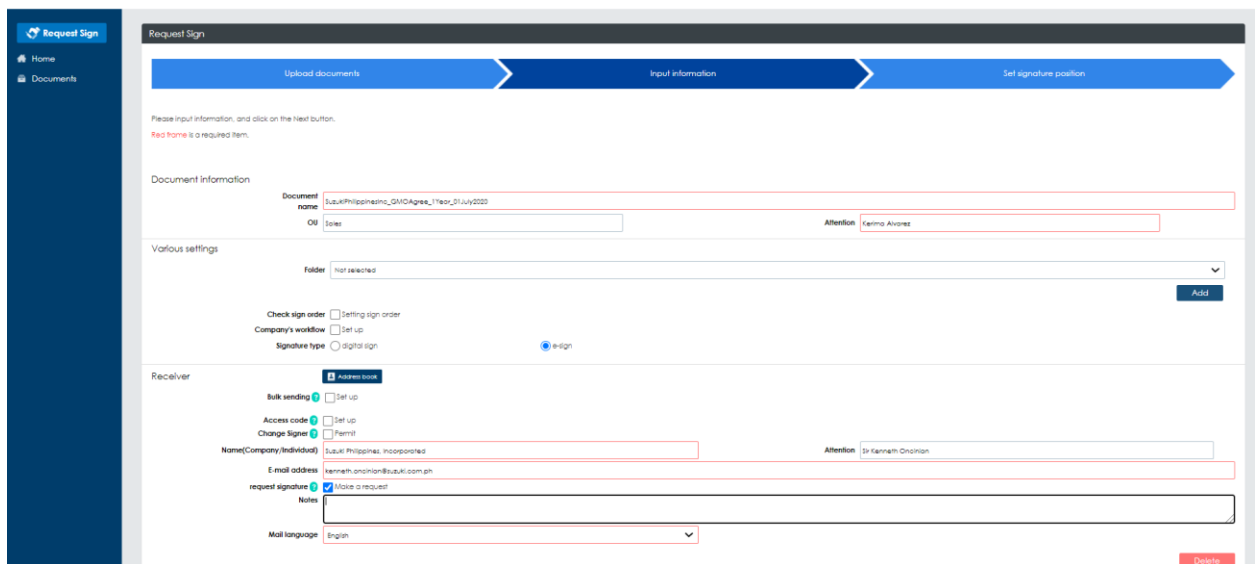 Request Sign
Home
Documents
Request Sign
Upload documents
Input information
Set signature position
Please input information, and click on the Next button.
Red frame is a required item.
Document information
Document name SuzukiPhilippinesInc_GMOAgree_1Year_01July2020
OU Sales Attention Karima Alvarez
Various settings
Folder Not selected
Add
Check sign order Setting sign order
Company's workflow Set up
Signature type digital sign e-sign
Receiver Address book
Bulk sending ? Set up
Access code ? Set up
Change Signer ? Permit
Name(Company/Individual) Suzuki Philippines, Incorporated Attention Sir Kenneth Oncinian
E-mail address kenneth.oncinian@suzuki.com.ph
request signature ? Make a request
Notes
Mail language English
Delete